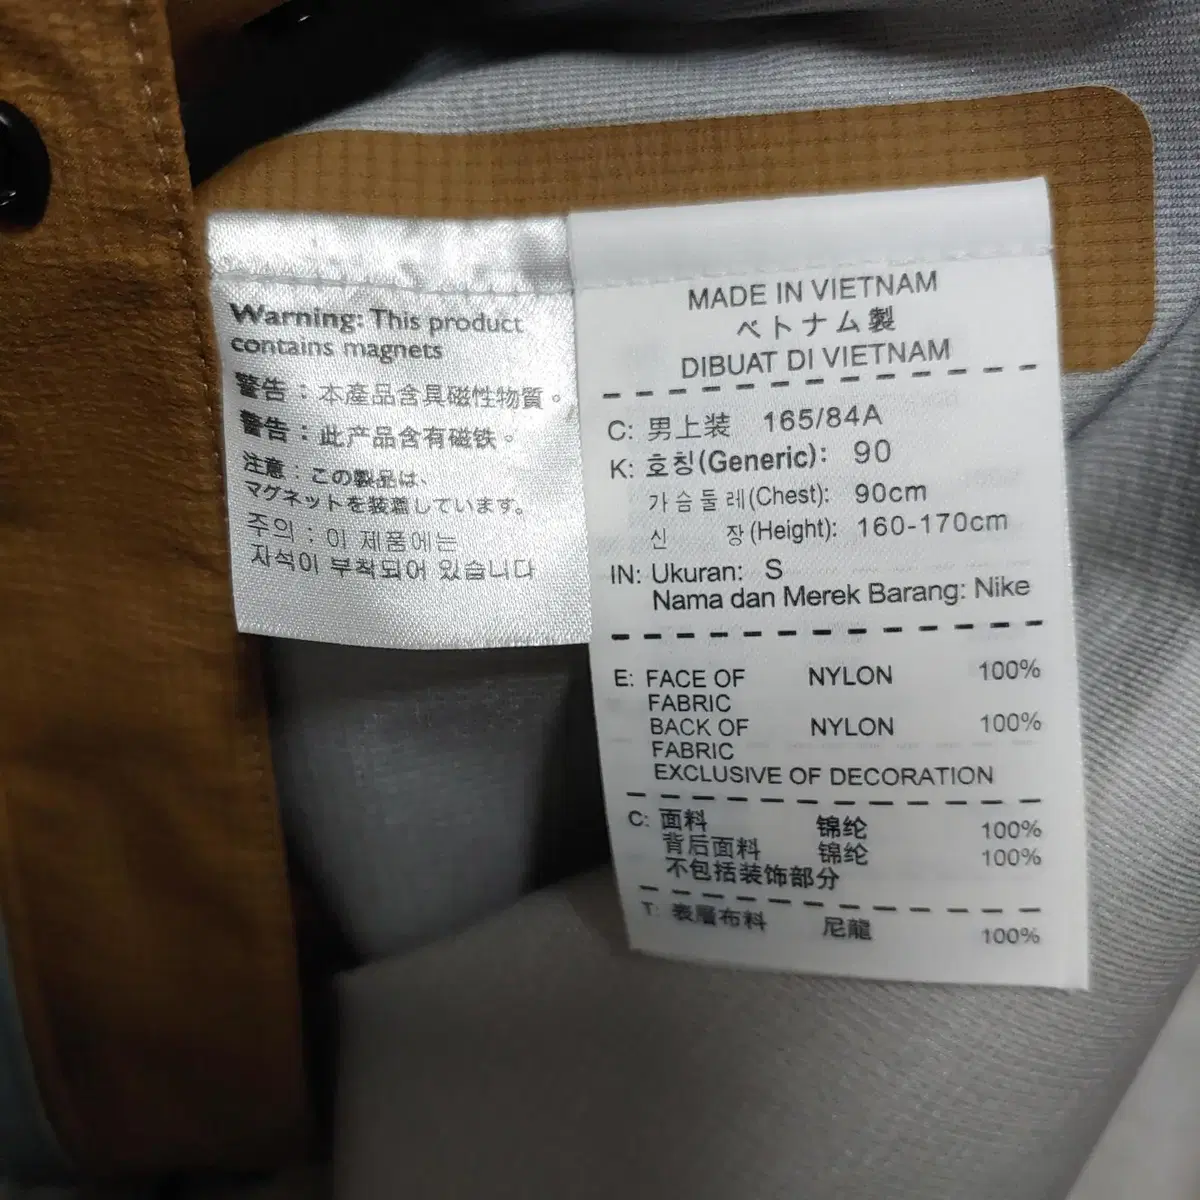 Warning: This product
contains magnets
警告：本產品含具磁性物質。
警告：此产品含有磁铁。
注意：この製品は、
マグネットを装着しています。
주의 : 이 제품에는
자석이 부착되어 있습니다
MADE IN VIETNAM
ベトナム製
DIBUAT DI VIETNAM
C: 男上装 165/84A
K: 호칭(Generic): 90
가슴둘레(Chest): 90cm
신 장(Height): 160-170cm
IN: Ukuran: S
Nama dan Merek Barang: Nike
E: FACE OF NYLON 100%
FABRIC
BACK OF NYLON 100%
FABRIC
EXCLUSIVE OF DECORATION
C: 面料 锦纶 100%
背后面料 锦纶 100%
不包括装饰部分
T: 表層布料 尼龍 100%